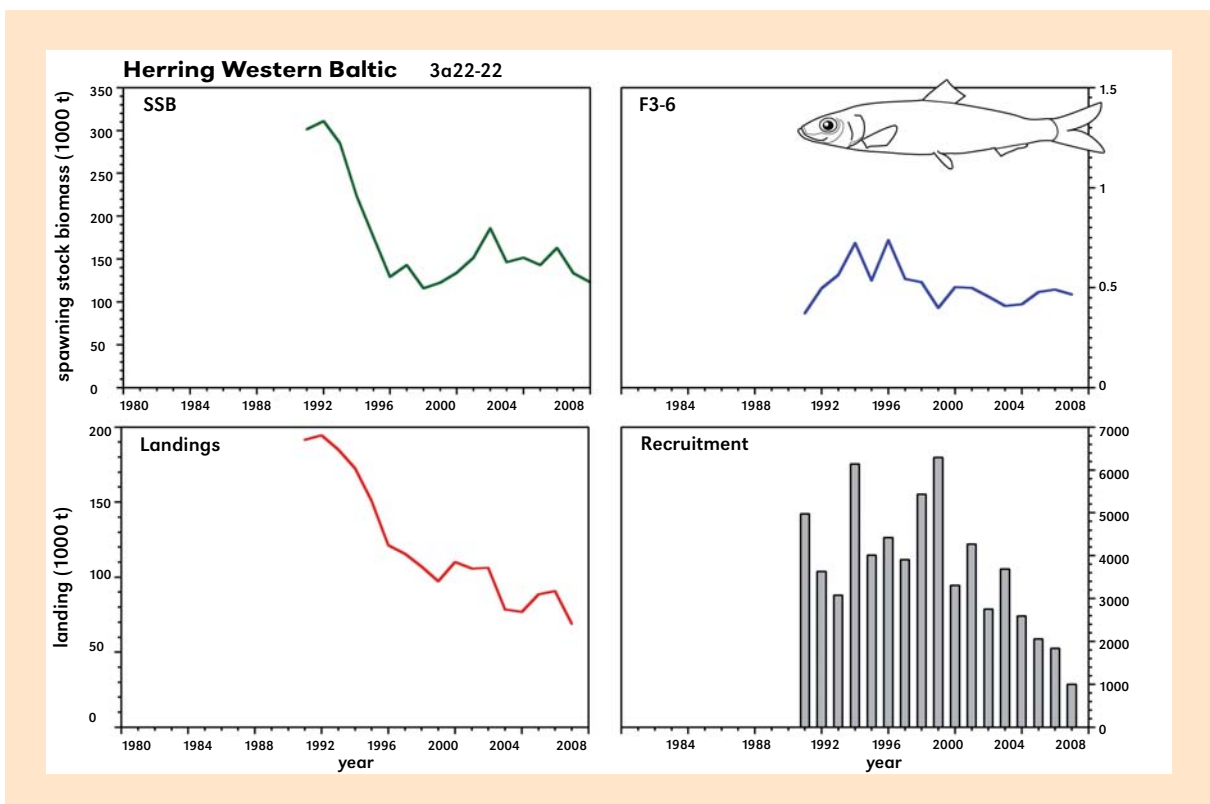 Herring Western Baltic 3a22-22
spawning stock biomass (1000 t)
SSB
350
300
250
200
150
100
50
0
1980 1984 1988 1992 1996 2000 2004 2008
F3-6
1.5
1
0.5
0
1984 1988 1992 1996 2000 2004 2008
landing (1000 t)
Landings
200
150
100
50
0
1980 1984 1988 1992 1996 2000 2004 2008
year
Recruitment
7000
6000
5000
4000
3000
2000
1000
0
1984 1988 1992 1996 2000 2004 2008
year